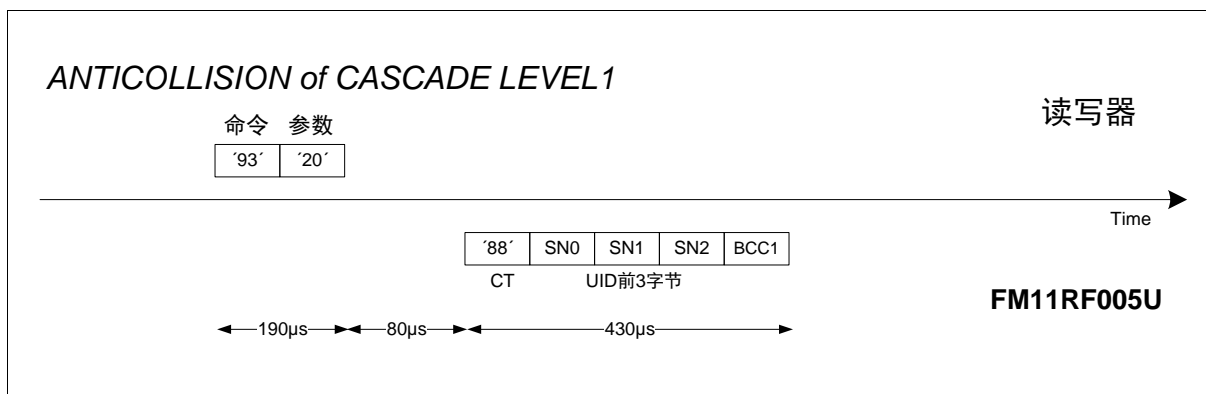 ANTICOLLISION of CASCADE LEVEL1
读写器
命令 参数
´93´ ´20´
Time
´88´ SN0 SN1 SN2 BCC1
CT UID前3字节
FM11RF005U
190µs 80µs 430µs